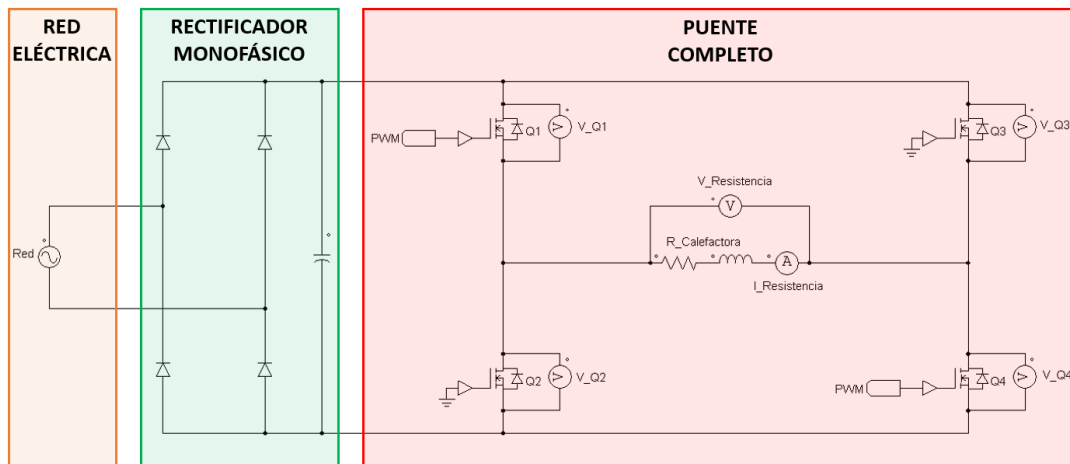 RED
ELÉCTRICA
RECTIFICADOR
MONOFÁSICO
PUENTE
COMPLETO
PWM
Q1
V
V_Q1
Q3
V
V_Q3
V_Resistencia
V
Red
R_Calefactora
A
I_Resistencia
Q2
V
V_Q2
PWM
Q4
V
V_Q4